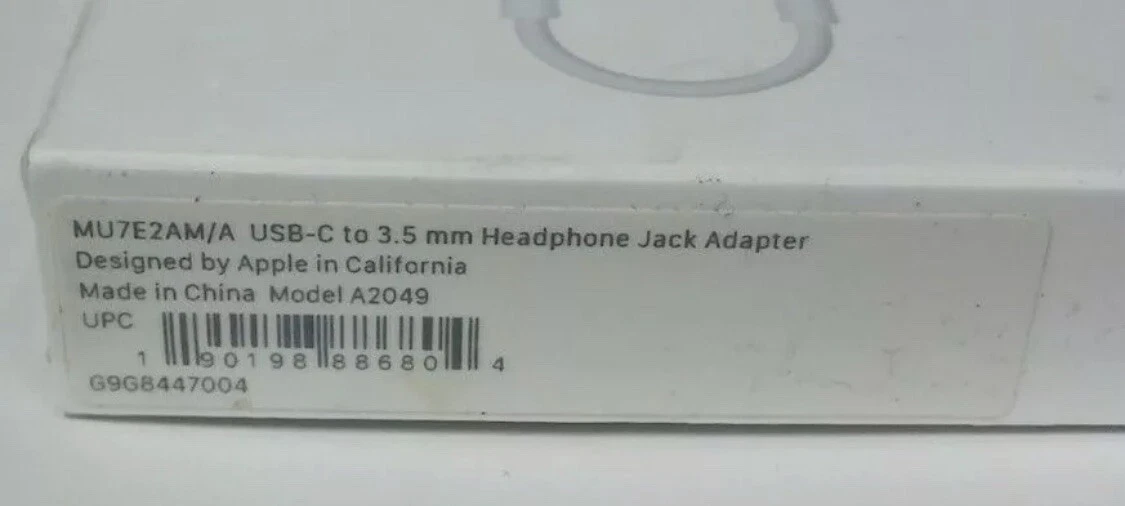 MU7E2AM/A USB-C to 3.5 mm Headphone Jack Adapter
Designed by Apple in California
Made in China Model A2049
UPC
1 90198 88680 4
G9G8447004